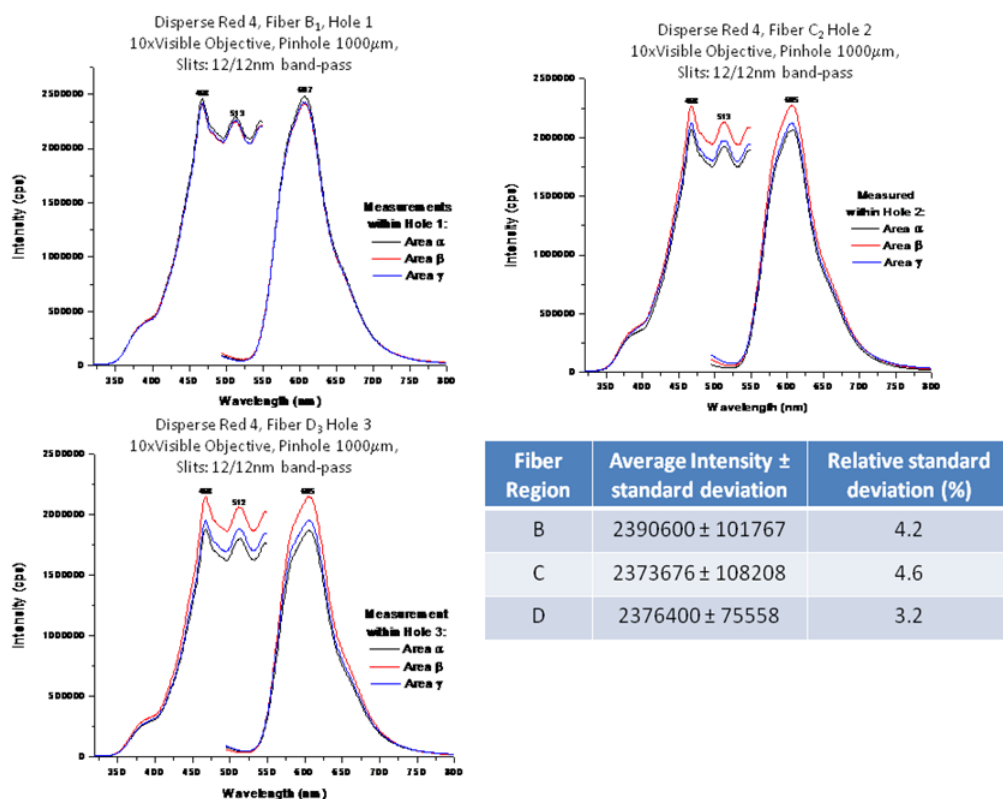 Disperse Red 4, Fiber B₁, Hole 1
10xVisible Objective, Pinhole 1000μm,
Slits: 12/12nm band-pass
2500000
2000000
1500000
1000000
500000
0
Intensity (cps)
468
513
607
Measurements
within Hole 1:
Area α
Area β
Area γ
350 400 450 500 550 600 650 700 750 800
Wavelength (nm)
Disperse Red 4, Fiber C₂ Hole 2
10xVisible Objective, Pinhole 1000μm,
Slits: 12/12nm band-pass
2500000
2000000
1500000
1000000
500000
0
Intensity (cps)
468
513
605
Measured
within Hole 2:
Area α
Area β
Area γ
350 400 450 500 550 600 650 700 750 800
Wavelength (nm)
Disperse Red 4, Fiber D₃ Hole 3
10xVisible Objective, Pinhole 1000μm,
Slits: 12/12nm band-pass
2500000
2000000
1500000
1000000
500000
0
Intensity (cps)
468
512
605
Measurement
within Hole 3:
Area α
Area β
Area γ
350 400 450 500 550 600 650 700 750 800
Wavelength (nm)
Fiber Region Average Intensity ± standard deviation Relative standard deviation (%)
B 2390600 ± 101767 4.2
C 2373676 ± 108208 4.6
D 2376400 ± 75558 3.2